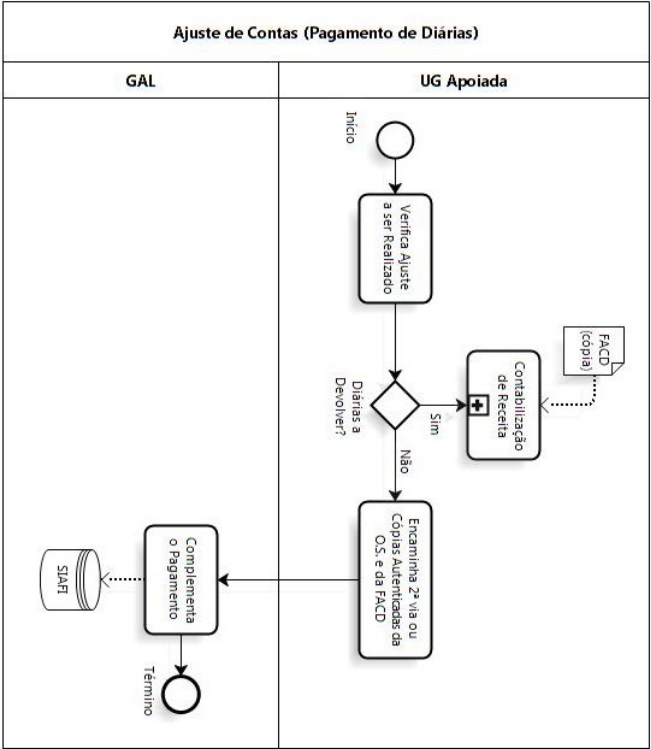 Ajuste de Contas (Pagamento de Diárias)
GAL
UG Apoiada
Início
Verifica Ajuste
a ser Realizado
Diárias a
Devolver?
Sim
Não
FACD
(cópia)
Contabilização
de Receita
Encaminha 2ª via ou
Cópias Autenticadas da
O.S. e da FACD
Complementa
o Pagamento
SIAFI
Término